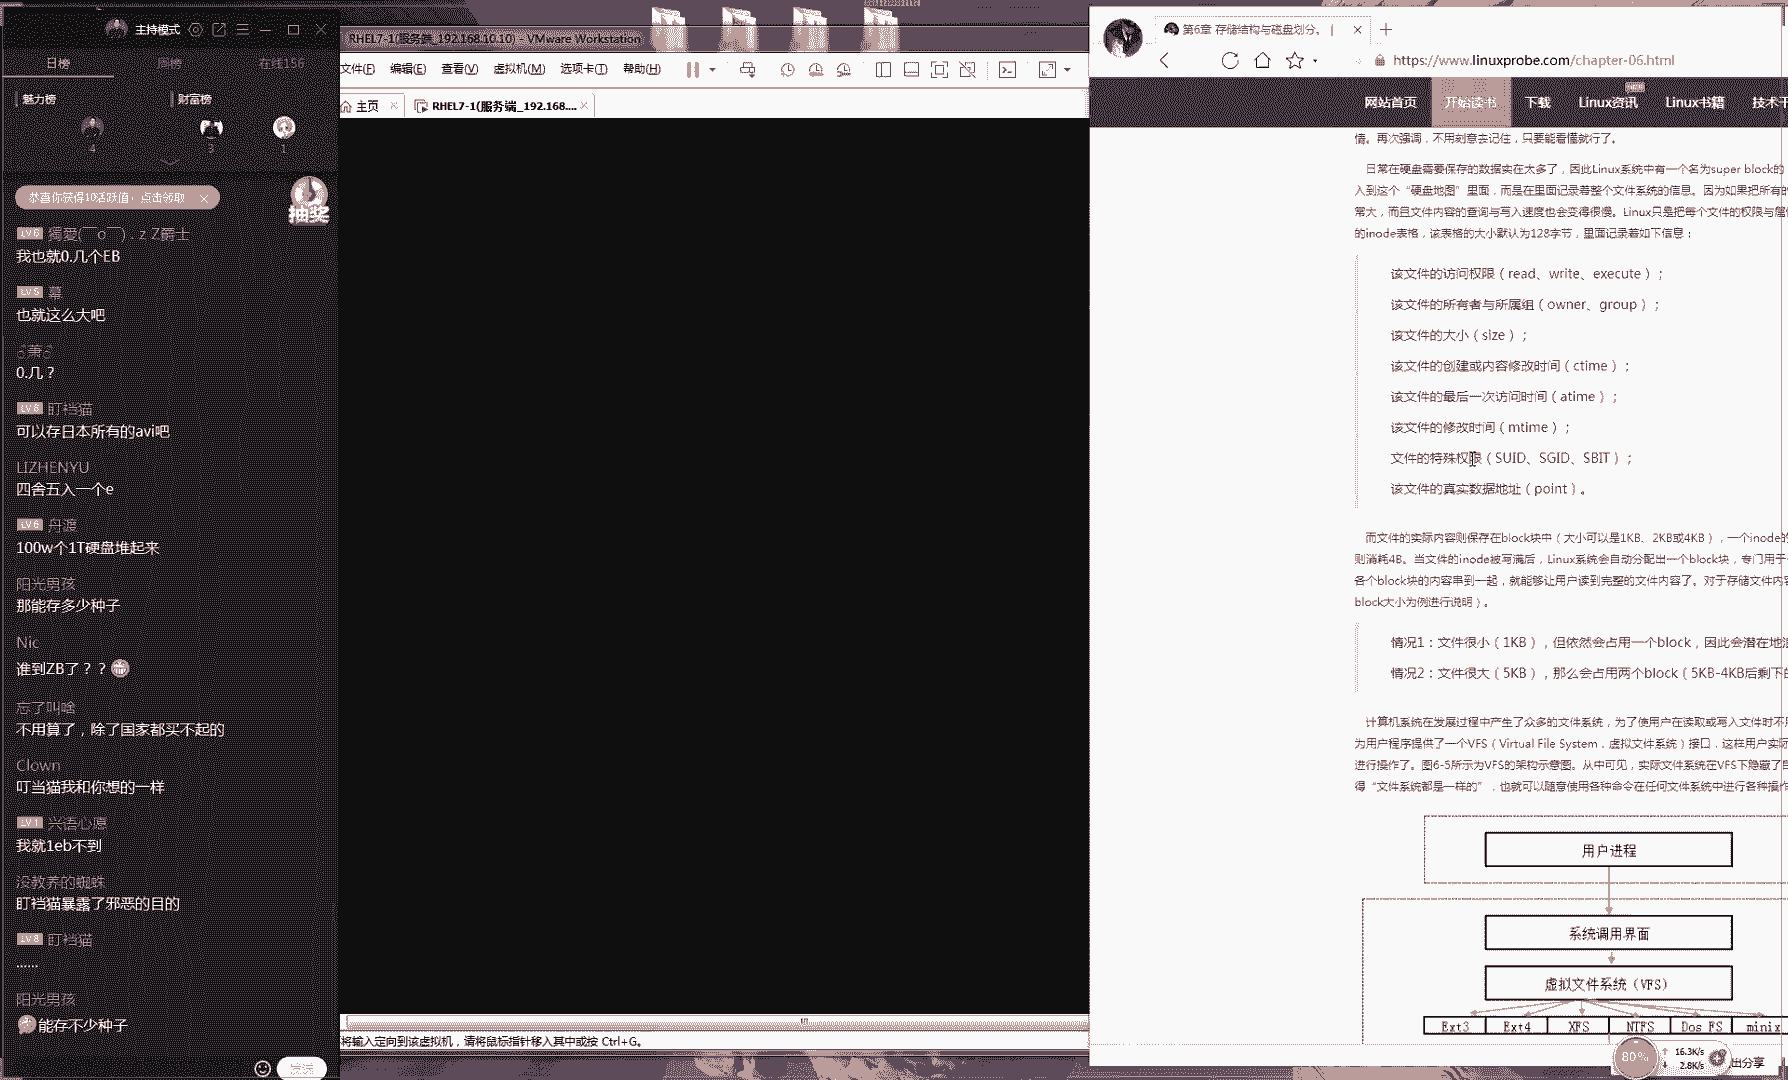 主持模式
日榜
周榜
在线156
魅力榜
财富榜
4
3
1
恭喜你获得10活跃值，点击领取
抽奖
LV6 獨愛(￣o￣) . z Z爵士
我也就0.几个EB
LV5 幕
也就这么大吧
♂萧♂
0.几？
LV6 盯裆猫
可以存日本所有的avi吧
LIZHENYU
四舍五入一个e
LV6 丹渡
100w个1T硬盘堆起来
阳光男孩
那能存多少种子
Nic
谁到ZB了？？
忘了叫啥
不用算了，除了国家都买不起的
Clown
叮当猫我和你想的一样
LV1 兴语心愿
我就1eb不到
没教养的蜘蛛
盯裆猫暴露了邪恶的目的
LV8 盯裆猫
......
阳光男孩
能存不少种子
发送
RHEL7-1(服务端_192.168.10.10) - VMware Workstation
文件(F) 编辑(E) 查看(V) 虚拟机(M) 选项卡(T) 帮助(H)
主页
RHEL7-1(服务端_192.168....
将输入定向到该虚拟机，请将鼠标指针移入其中或按 Ctrl+G。
第6章 存储结构与磁盘划分。 |
https://www.linuxprobe.com/chapter-06.html
网站首页 开始读书 下载 Linux资讯 Linux书籍 技术干
情。再次强调，不用刻意去记住，只要能看懂就行了。
日常在硬盘需要保存的数据实在太多了，因此Linux系统中有一个名为super block的
入到这个“硬盘地图”里面，而是在里面记录着整个文件系统的信息。因为如果把所有的
常大，而且文件内容的查询与写入速度也会变得很慢。Linux只是把每个文件的权限与属
的inode表格，该表格的大小默认为128字节，里面记录着如下信息：
该文件的访问权限（read、write、execute）；
该文件的所有者与所属组（owner、group）；
该文件的大小（size）；
该文件的创建或内容修改时间（ctime）；
该文件的最后一次访问时间（atime）；
该文件的修改时间（mtime）；
文件的特殊权限（SUID、SGID、SBIT）；
该文件的真实数据地址（point）。
而文件的实际内容则保存在block块中（大小可以是1KB、2KB或4KB），一个inode的
则消耗4B。当文件的inode被写满后，Linux系统会自动分配出一个block块，专门用于
各个block块的内容串到一起，就能够让用户读到完整的文件内容了。对于存储文件内容
block大小为例进行说明）。
情况1：文件很小（1KB），但依然会占用一个block，因此会潜在地浪
情况2：文件很大（5KB），那么会占用两个block（5KB-4KB后剩下的
计算机系统在发展过程中产生了众多的文件系统，为了使用户在读取或写入文件时不用
为用户程序提供了一个VFS（Virtual File System，虚拟文件系统）接口，这样用户实际
进行操作了。图6-5所示为VFS的架构示意图。从中可见，实际文件系统在VFS下隐藏了自
得“文件系统都是一样的”，也就可以随意使用各种命令在任何文件系统中进行各种操作
用户进程
系统调用界面
虚拟文件系统（VFS）
Ext3 Ext4 XFS NTFS Dos FS minix
80%
16.3K/s
2.8K/s
出分享